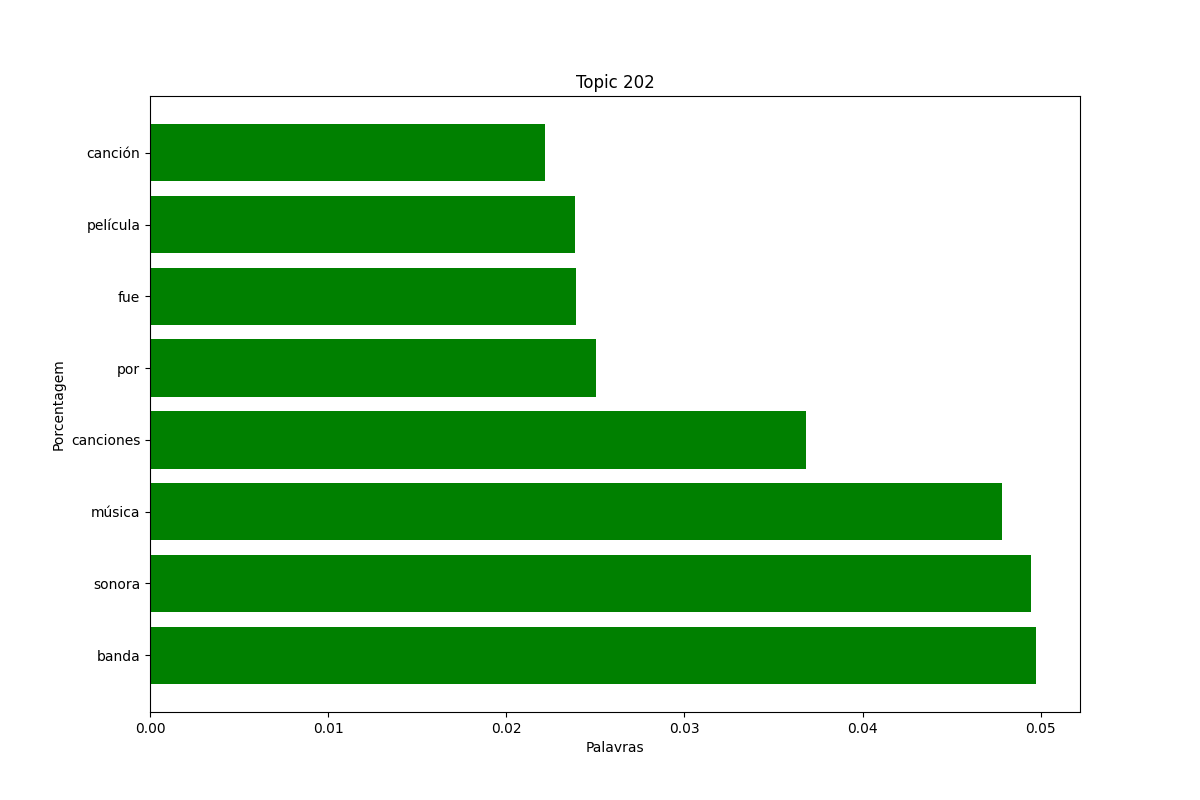 Topic 202
canción
película
fue
por
canciones
música
sonora
banda
Porcentagem
0.00 0.01 0.02 0.03 0.04 0.05
Palavras